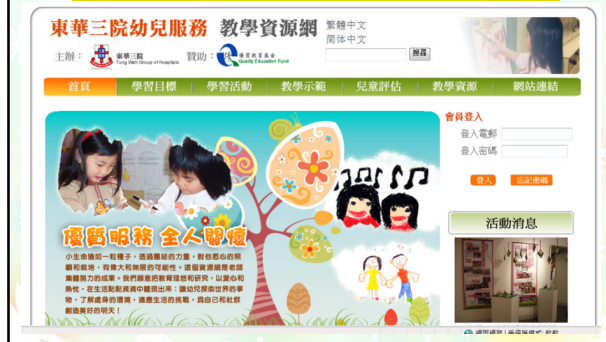 東華三院幼兒服務 教學資源網
繁體中文
简体中文
主辦： 東華三院 Tung Wah Group of Hospitals 贊助： 優質教育基金 Quality Education Fund
搜尋
首頁 學習目標 學習活動 教學示範 兒童評估 教學資源 網站連結
會員登入
登入電郵
登入密碼
登入 忘記密碼
活動消息
優質服務 全人關懷
小生命猶如一粒種子，透過團結的力量，對他悉心的照
顧和栽培，有偉大和無限的可能性。這個資源網是老師
集體努力的成果。我們願意把教育理想和研究，以愛心和
熱忱，在生活點點滴滴中體現出來：讓幼兒探索世界的事
物，了解處身的環境，適應生活的挑戰，為自己和社群
創造美好的明天！